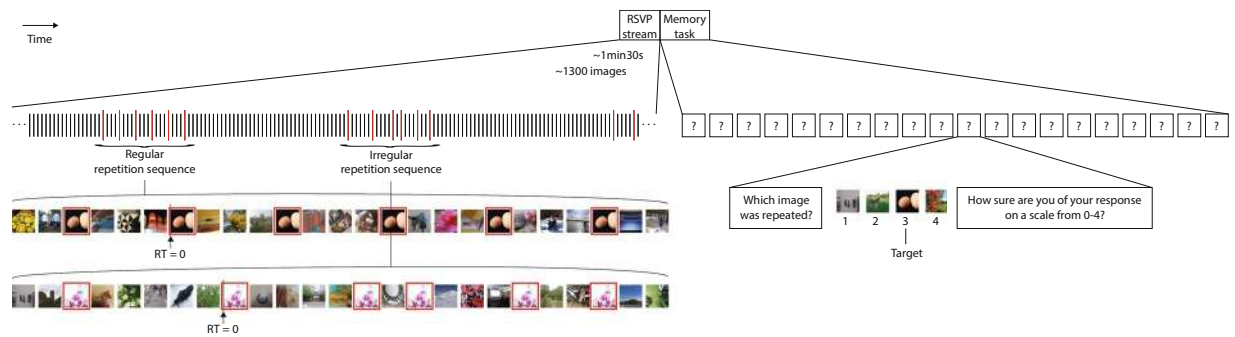 Time
RSVP
stream
Memory
task
~1min30s
~1300 images
...
...
Regular
repetition sequence
Irregular
repetition sequence
? ? ? ? ? ? ? ? ? ? ? ? ? ? ? ? ? ? ? ?
Which image
was repeated?
1 2 3 4
Target
How sure are you of your response
on a scale from 0-4?
RT = 0
RT = 0